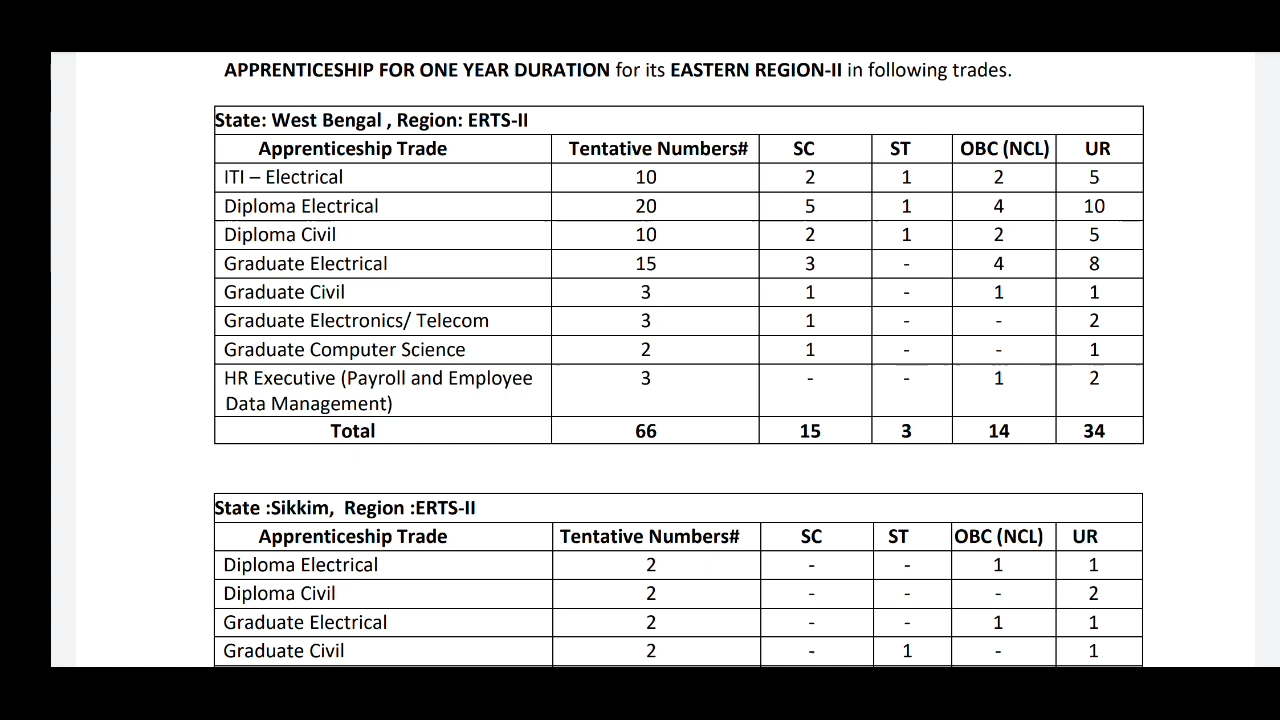 APPRENTICESHIP FOR ONE YEAR DURATION for its EASTERN REGION-II in following trades.
State: West Bengal , Region: ERTS-II
Apprenticeship Trade Tentative Numbers# SC ST OBC (NCL) UR
ITI – Electrical 10 2 1 2 5
Diploma Electrical 20 5 1 4 10
Diploma Civil 10 2 1 2 5
Graduate Electrical 15 3 - 4 8
Graduate Civil 3 1 - 1 1
Graduate Electronics/ Telecom 3 1 - - 2
Graduate Computer Science 2 1 - - 1
HR Executive (Payroll and Employee 3 - - 1 2
Data Management)
Total 66 15 3 14 34
State :Sikkim, Region :ERTS-II
Apprenticeship Trade Tentative Numbers# SC ST OBC (NCL) UR
Diploma Electrical 2 - - 1 1
Diploma Civil 2 - - - 2
Graduate Electrical 2 - - 1 1
Graduate Civil 2 - 1 - 1